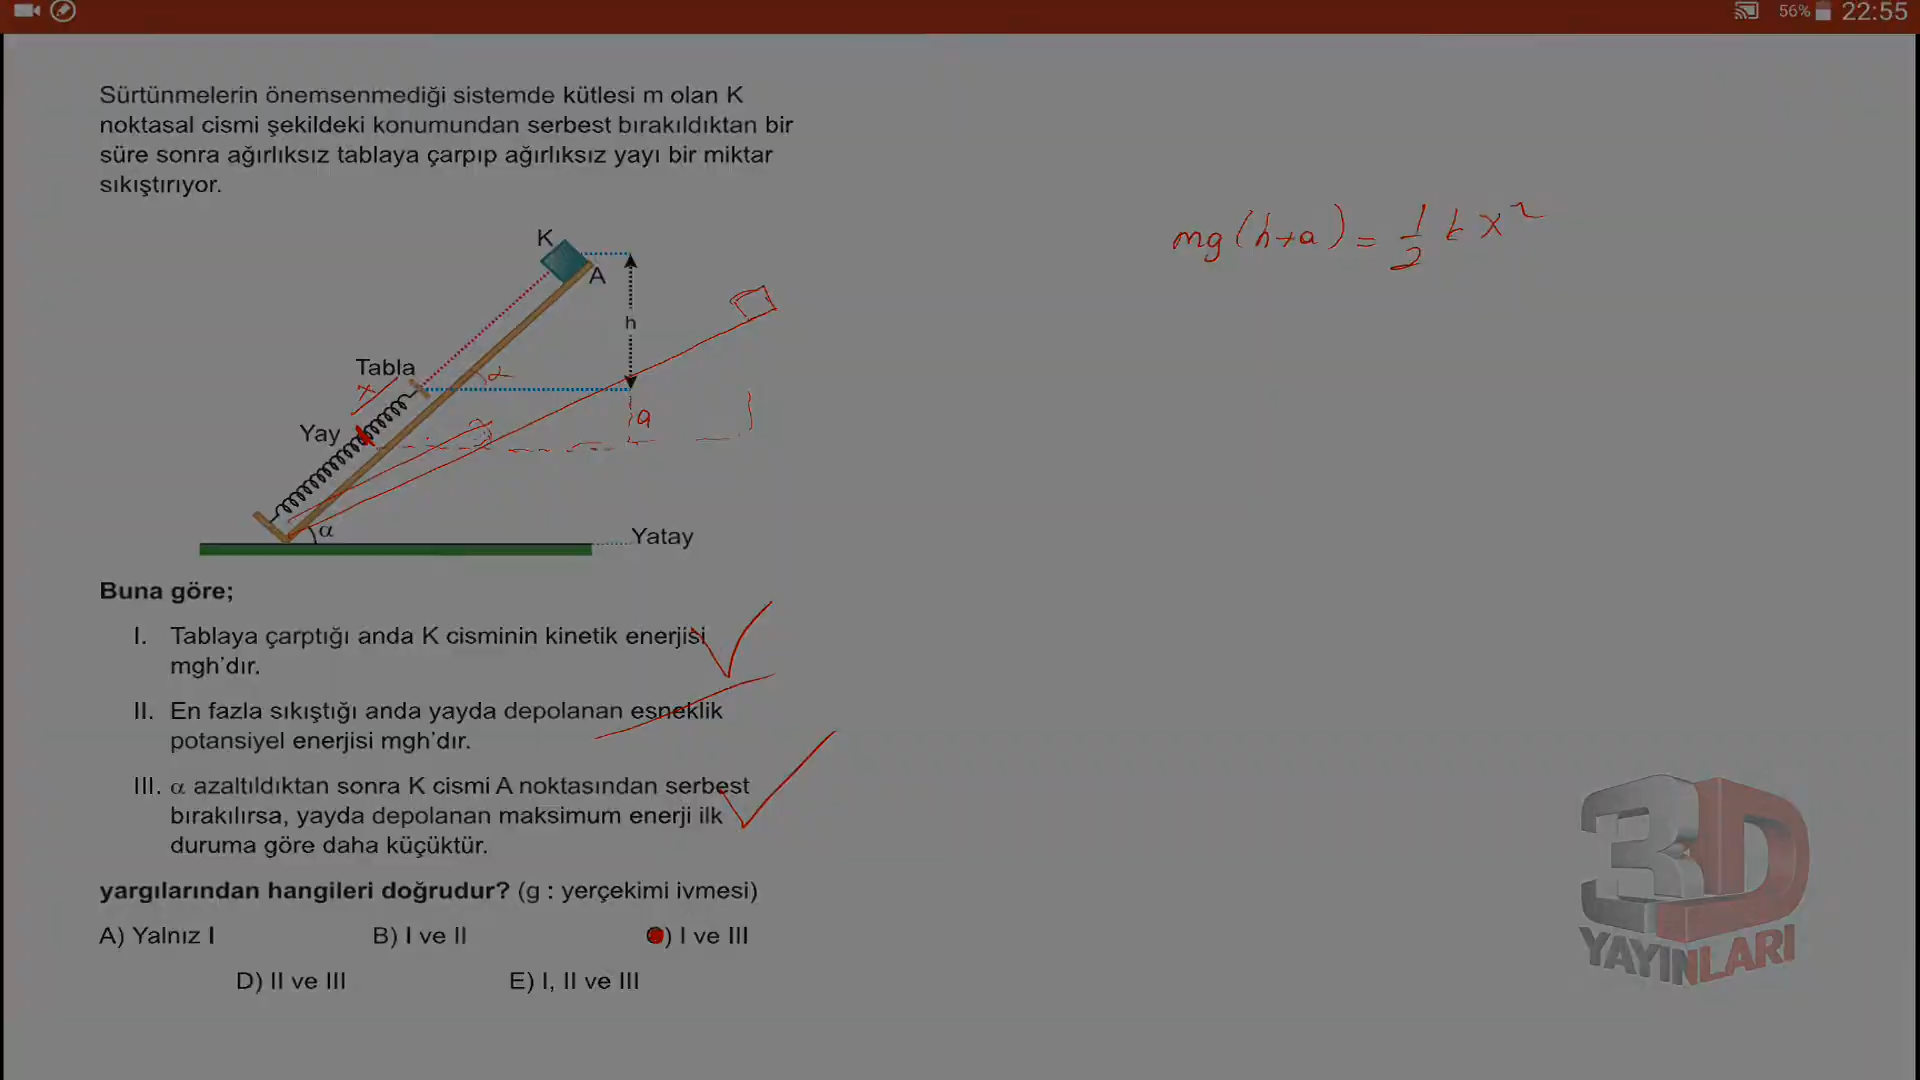 56% 22:55
Sürtünmelerin önemsenmediği sistemde kütlesi m olan K
noktasal cismi şekildeki konumundan serbest bırakıldıktan bir
süre sonra ağırlıksız tablaya çarpıp ağırlıksız yayı bir miktar
sıkıştırıyor.
mg(h+a) = 1/2 k x²
K
A
h
Tabla
x
α
a
Yay
α
Yatay
Buna göre;
I. Tablaya çarptığı anda K cisminin kinetik enerjisi
mgh'dır.
II. En fazla sıkıştığı anda yayda depolanan esneklik
potansiyel enerjisi mgh'dır.
III. α azaltıldıktan sonra K cismi A noktasından serbest
bırakılırsa, yayda depolanan maksimum enerji ilk
duruma göre daha küçüktür.
yargılarından hangileri doğrudur? (g : yerçekimi ivmesi)
A) Yalnız I B) I ve II ) I ve III
D) II ve III E) I, II ve III
3D
YAYINLARI